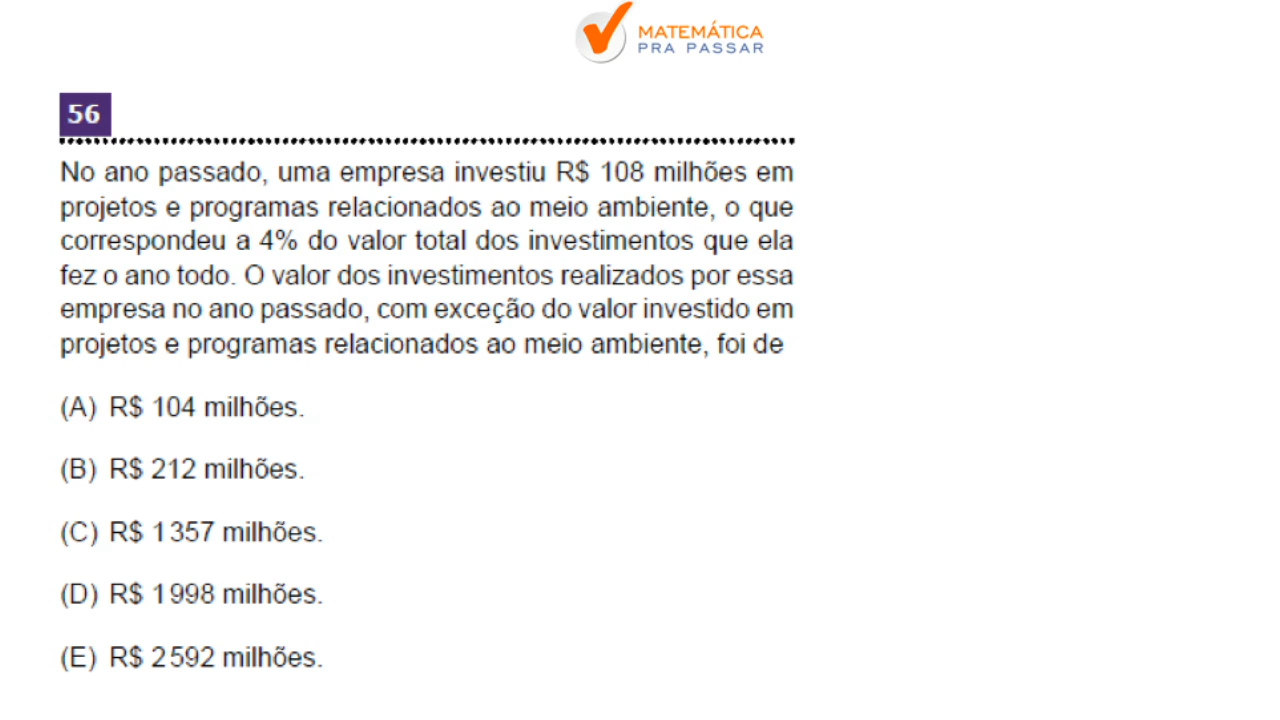 MATEMÁTICA
PRA PASSAR
56
No ano passado, uma empresa investiu R$ 108 milhões em
projetos e programas relacionados ao meio ambiente, o que
correspondeu a 4% do valor total dos investimentos que ela
fez o ano todo. O valor dos investimentos realizados por essa
empresa no ano passado, com exceção do valor investido em
projetos e programas relacionados ao meio ambiente, foi de
(A) R$ 104 milhões.
(B) R$ 212 milhões.
(C) R$ 1 357 milhões.
(D) R$ 1 998 milhões.
(E) R$ 2 592 milhões.